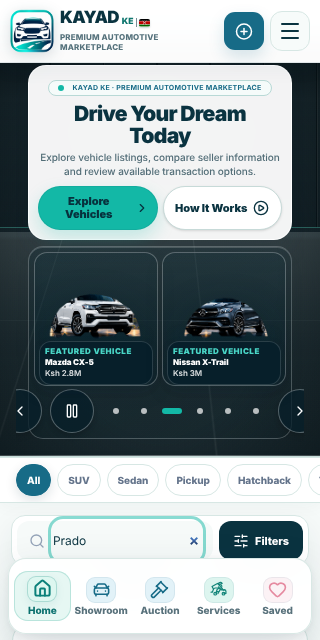 KAYAD KE
PREMIUM AUTOMOTIVE
MARKETPLACE
KAYAD KE · PREMIUM AUTOMOTIVE MARKETPLACE
Drive Your Dream
Today
Explore vehicle listings, compare seller information
and review available transaction options.
Explore
Vehicles
How It Works
FEATURED VEHICLE
Mazda CX-5
Ksh 2.8M
FEATURED VEHICLE
Nissan X-Trail
Ksh 3M
All
SUV
Sedan
Pickup
Hatchback
Prado
Filters
Home
Showroom
Auction
Services
Saved